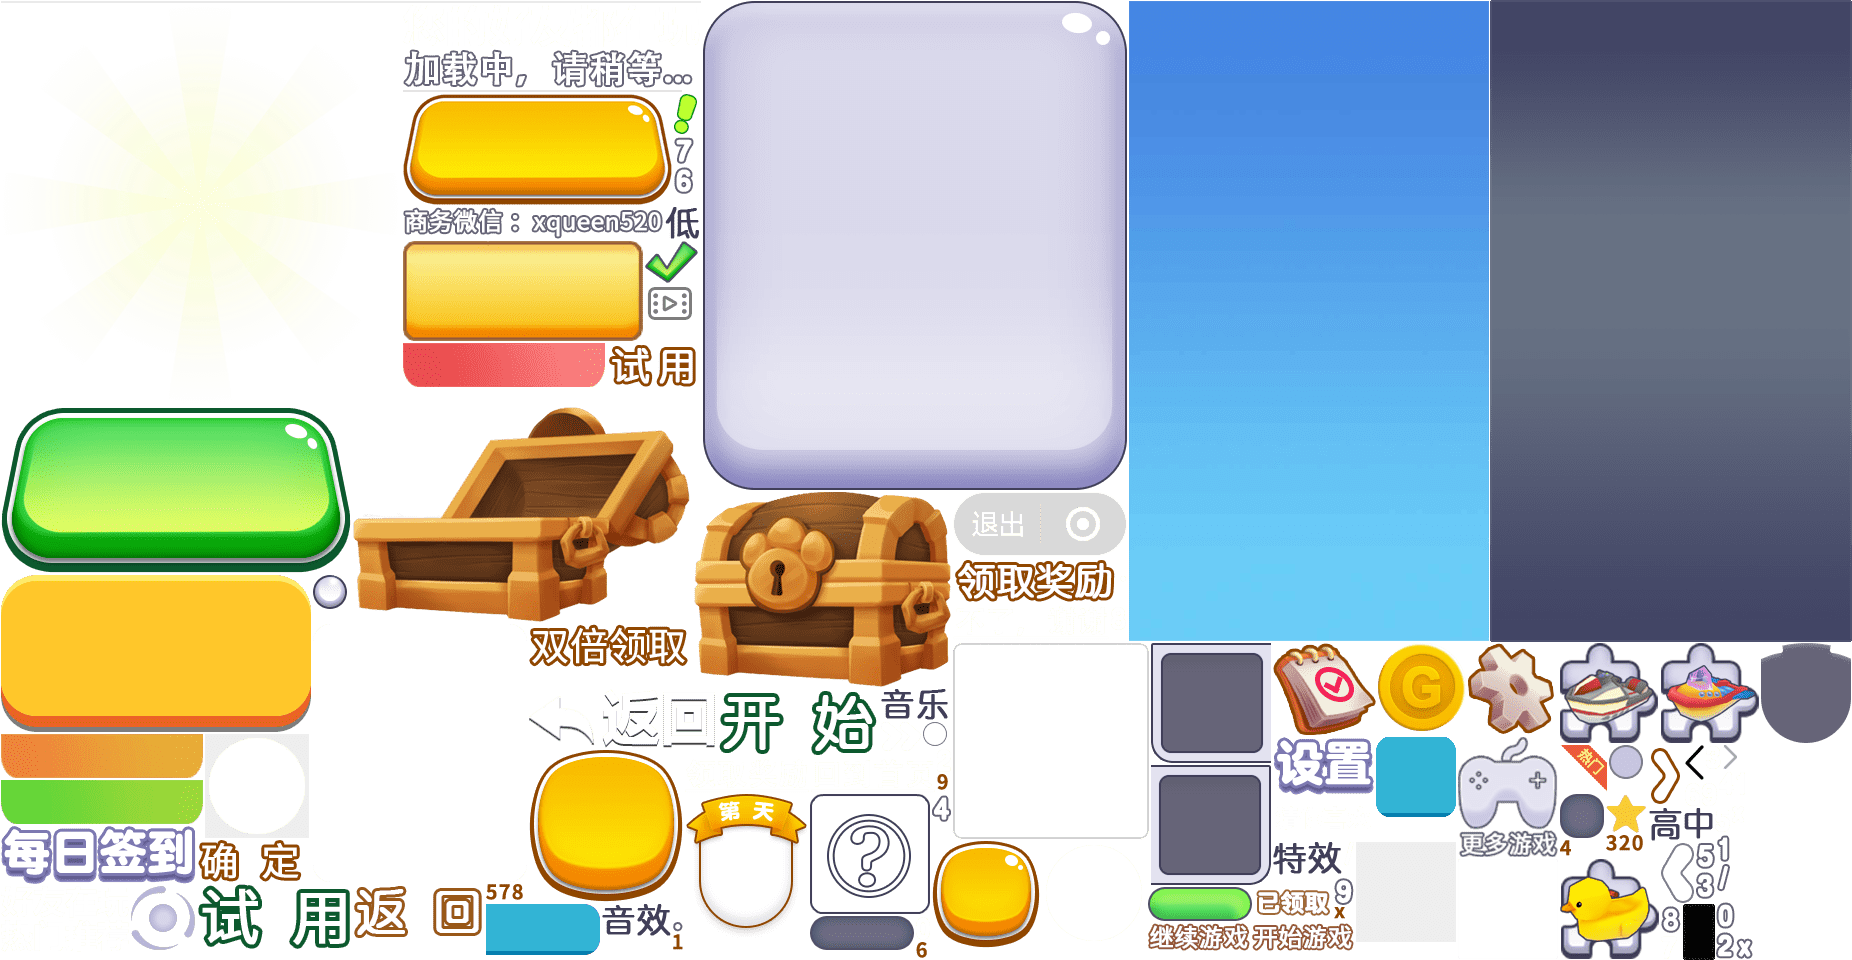 加载中，请稍等...
7
6
商务微信：xqueen520
低
试用
退出
领取奖励
双倍领取
返回
开 始
音乐
9
4
第 天
?
6
每日签到
确 定
试 用
返 回
578
音效。
1
设置
G
热门
更多游戏
4
320
高中
特效
已领取
9
x
继续游戏
开始游戏
5
1
3
/
8
0
2
x